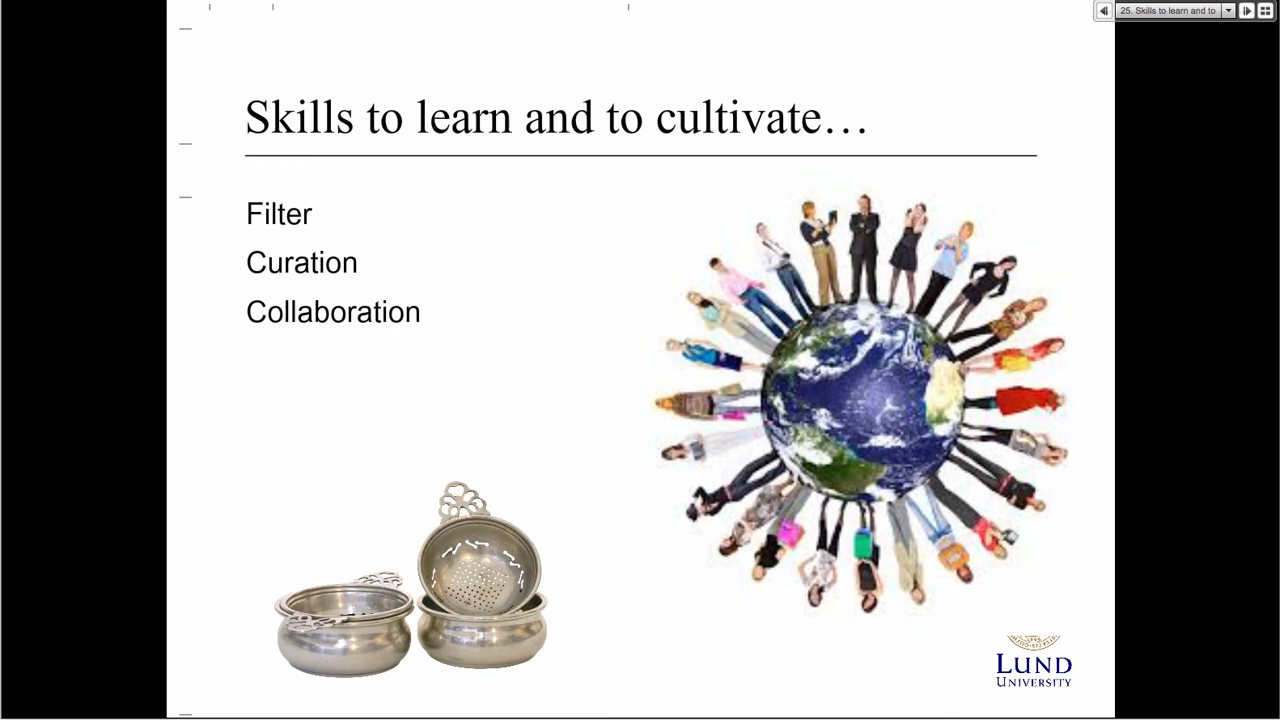 25. Skills to learn and to
Skills to learn and to cultivate…
Filter
Curation
Collaboration
LUND
UNIVERSITY